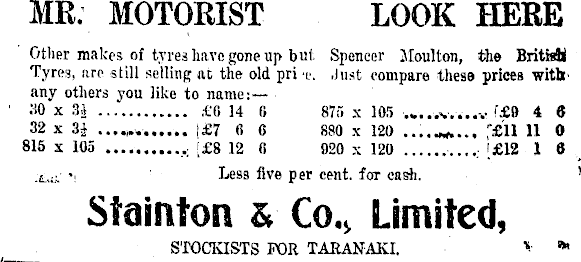 MR. MOTORIST LOOK HERE
Other makes of tyres have gone up but Spencer Moulton, the British
Tyres, are still selling at the old price. Just compare these prices with
any others you like to name:—
30 x 3½ ........... £6 14 6 875 x 105 ........... £9 4 6
32 x 3½ ........... £7 6 6 880 x 120 ........... £11 11 0
815 x 105 ........... £8 12 6 920 x 120 ........... £12 1 6
Less five per cent. for cash.
Stainton & Co., Limited,
STOCKISTS FOR TARANAKI.